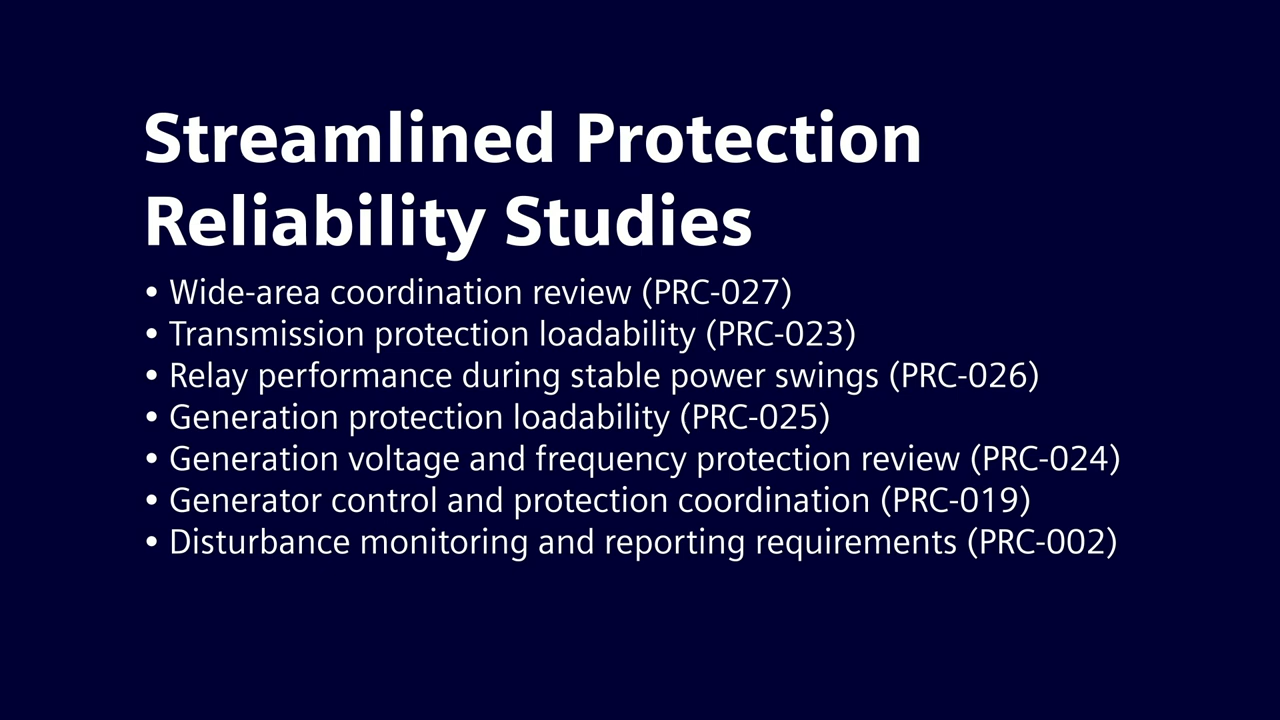 Streamlined Protection
Reliability Studies
• Wide-area coordination review (PRC-027)
• Transmission protection loadability (PRC-023)
• Relay performance during stable power swings (PRC-026)
• Generation protection loadability (PRC-025)
• Generation voltage and frequency protection review (PRC-024)
• Generator control and protection coordination (PRC-019)
• Disturbance monitoring and reporting requirements (PRC-002)